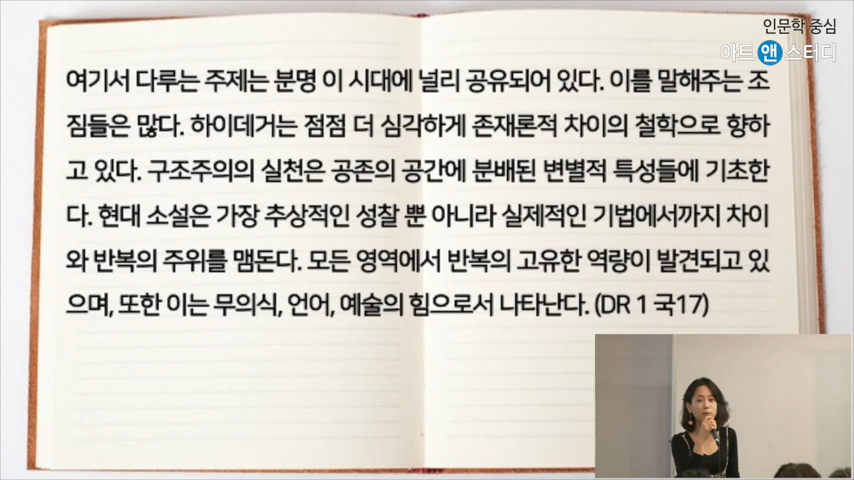 인문학 중심
아트앤스터디
여기서 다루는 주제는 분명 이 시대에 널리 공유되어 있다. 이를 말해주는 조
짐들은 많다. 하이데거는 점점 더 심각하게 존재론적 차이의 철학으로 향하
고 있다. 구조주의의 실천은 공존의 공간에 분배된 변별적 특성들에 기초한
다. 현대 소설은 가장 추상적인 성찰 뿐 아니라 실제적인 기법에서까지 차이
와 반복의 주위를 맴돈다. 모든 영역에서 반복의 고유한 역량이 발견되고 있
으며, 또한 이는 무의식, 언어, 예술의 힘으로서 나타난다. (DR 1 국17)